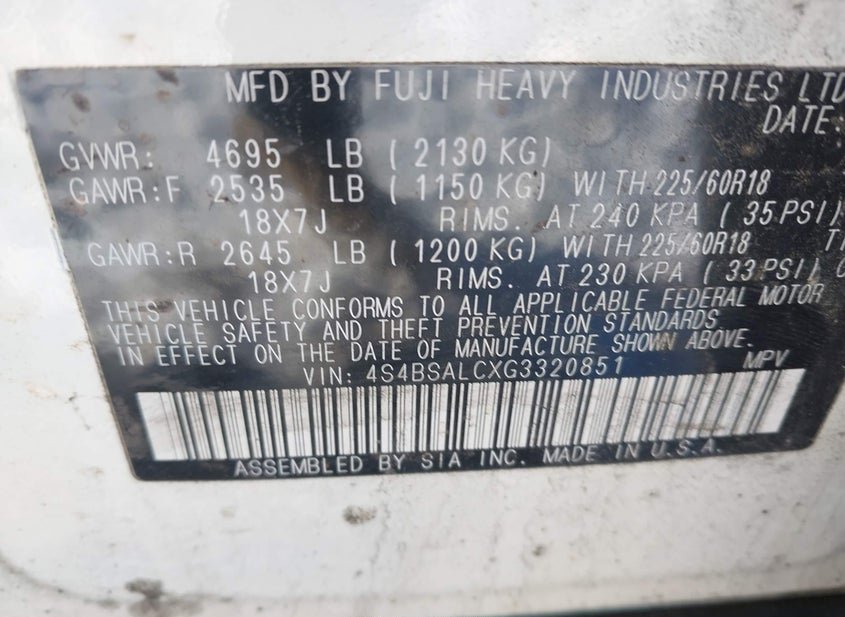 MFD BY FUJI HEAVY INDUSTRIES LTD
DATE:
GVWR: 4695 LB ( 2130 KG)
GAWR:F 2535 LB ( 1150 KG) WITH 225/60R18
18X7J RIMS. AT 240 KPA ( 35 PSI)
GAWR:R 2645 LB ( 1200 KG) WITH 225/60R18
18X7J RIMS. AT 230 KPA ( 33 PSI)
THIS VEHICLE CONFORMS TO ALL APPLICABLE FEDERAL MOTOR
VEHICLE SAFETY AND THEFT PREVENTION STANDARDS
IN EFFECT ON THE DATE OF MANUFACTURE SHOWN ABOVE.
VIN: 4S4BSALCXG3320851 MPV
ASSEMBLED BY SIA INC. MADE IN U.S.A.